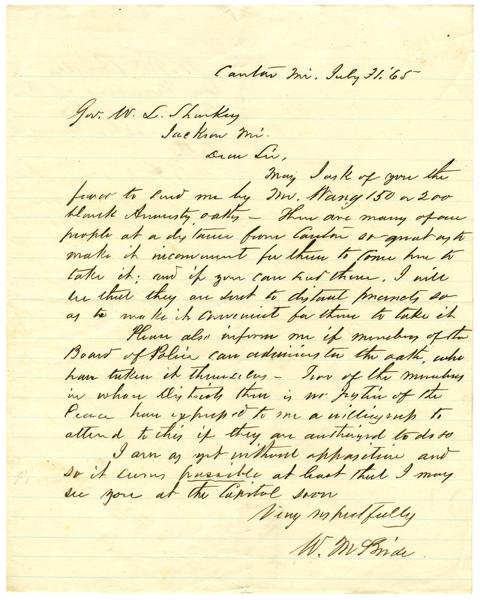 Canton Mi. July 31. '65
Gov. W. L. Sharkey
Jackson Mi.
Dear Sir,
May I ask of you the
favor to send me by Mr. Wang 150 or 200
blank Amnesty oaths – There are many of our
people at a distance from Canton so great as to
make it inconvenient for them to come here to
take it; and if you can send them, I will
see that they are sent to distant precincts so
as to make it convenient for them to take it
Please also inform me if members of the
Board of Police can administer the oath, who
have taken it themselves – Two of the members
in whose Districts there is no Justice of the
Peace have expressed to me a willingness to
attend to this if they are authorized to do so
I am as yet without opposition and
so it seems possible at least that I may
see you at the Capitol soon
Very respectfully
W. McBride